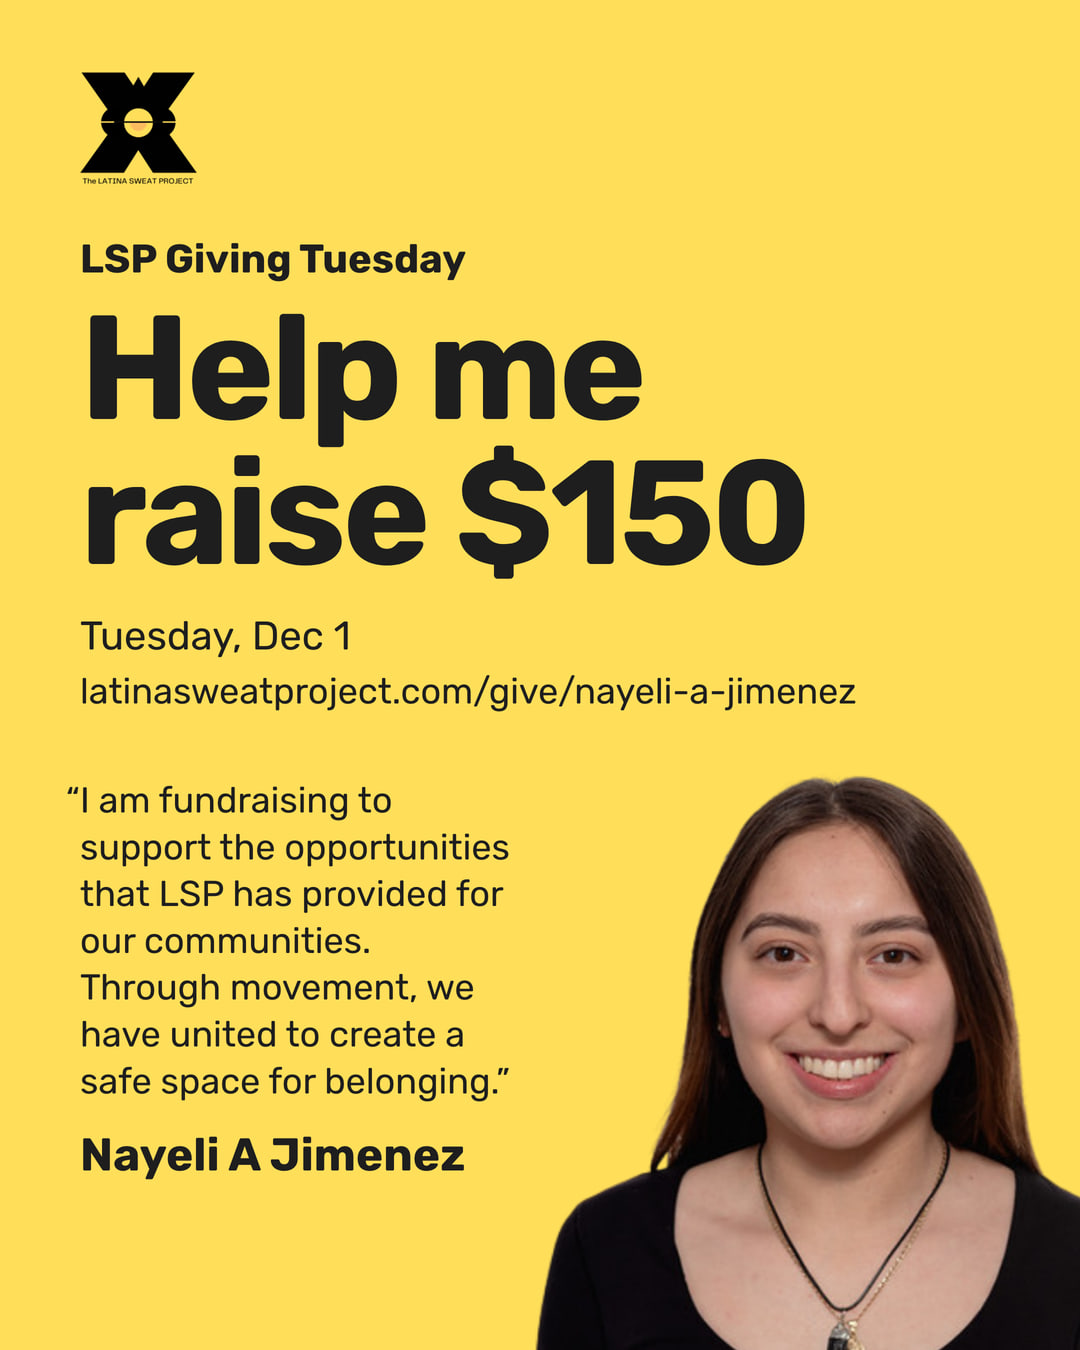 The LATINA SWEAT PROJECT
LSP Giving Tuesday
Help me
raise $150
Tuesday, Dec 1
latinasweatproject.com/give/nayeli-a-jimenez
“I am fundraising to
support the opportunities
that LSP has provided for
our communities.
Through movement, we
have united to create a
safe space for belonging.”
Nayeli A Jimenez